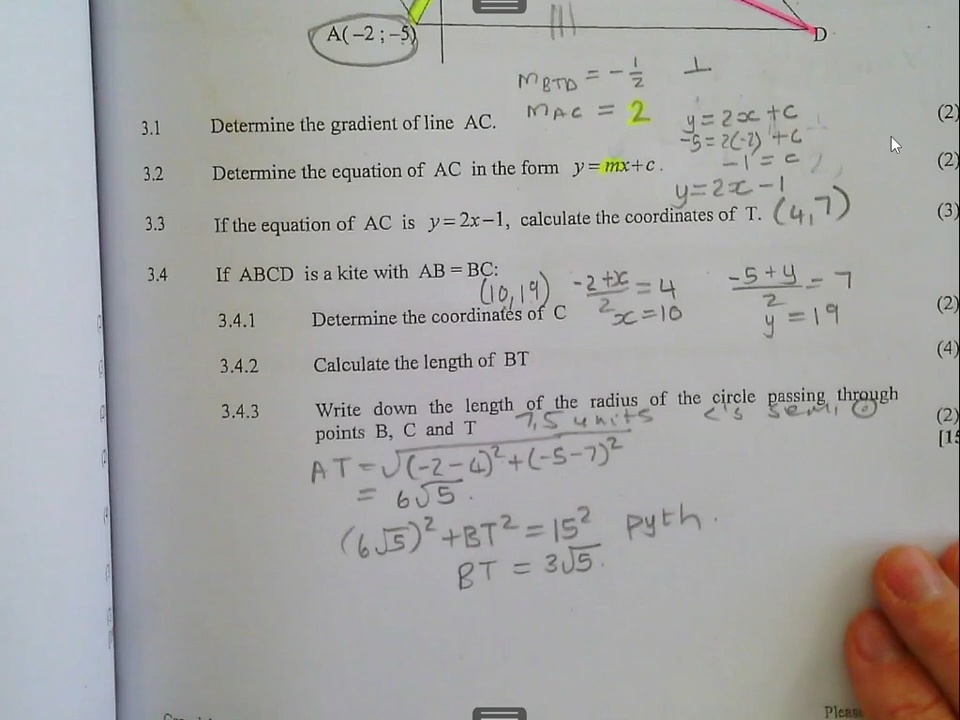 A(−2 ; −5)
D
m BTD = −1/2 ⊥
m AC = 2
3.1 Determine the gradient of line AC. (2)
y = 2x + c
−5 = 2(−2) + c
−1 = c
3.2 Determine the equation of AC in the form y = mx + c. (2)
y = 2x − 1
3.3 If the equation of AC is y = 2x − 1, calculate the coordinates of T. (4,7) (3)
3.4 If ABCD is a kite with AB = BC:
(10,19) (−2+x)/2 = 4 (−5+y)/2 = 7
x = 10 y = 19
3.4.1 Determine the coordinates of C (2)
3.4.2 Calculate the length of BT (4)
3.4.3 Write down the length of the radius of the circle passing through
points B, C and T (2)
7,5 units <'s semi ⊙
[15
AT = √((−2−4)² + (−5−7)²)
= 6√5.
(6√5)² + BT² = 15² pyth.
BT = 3√5.
Please